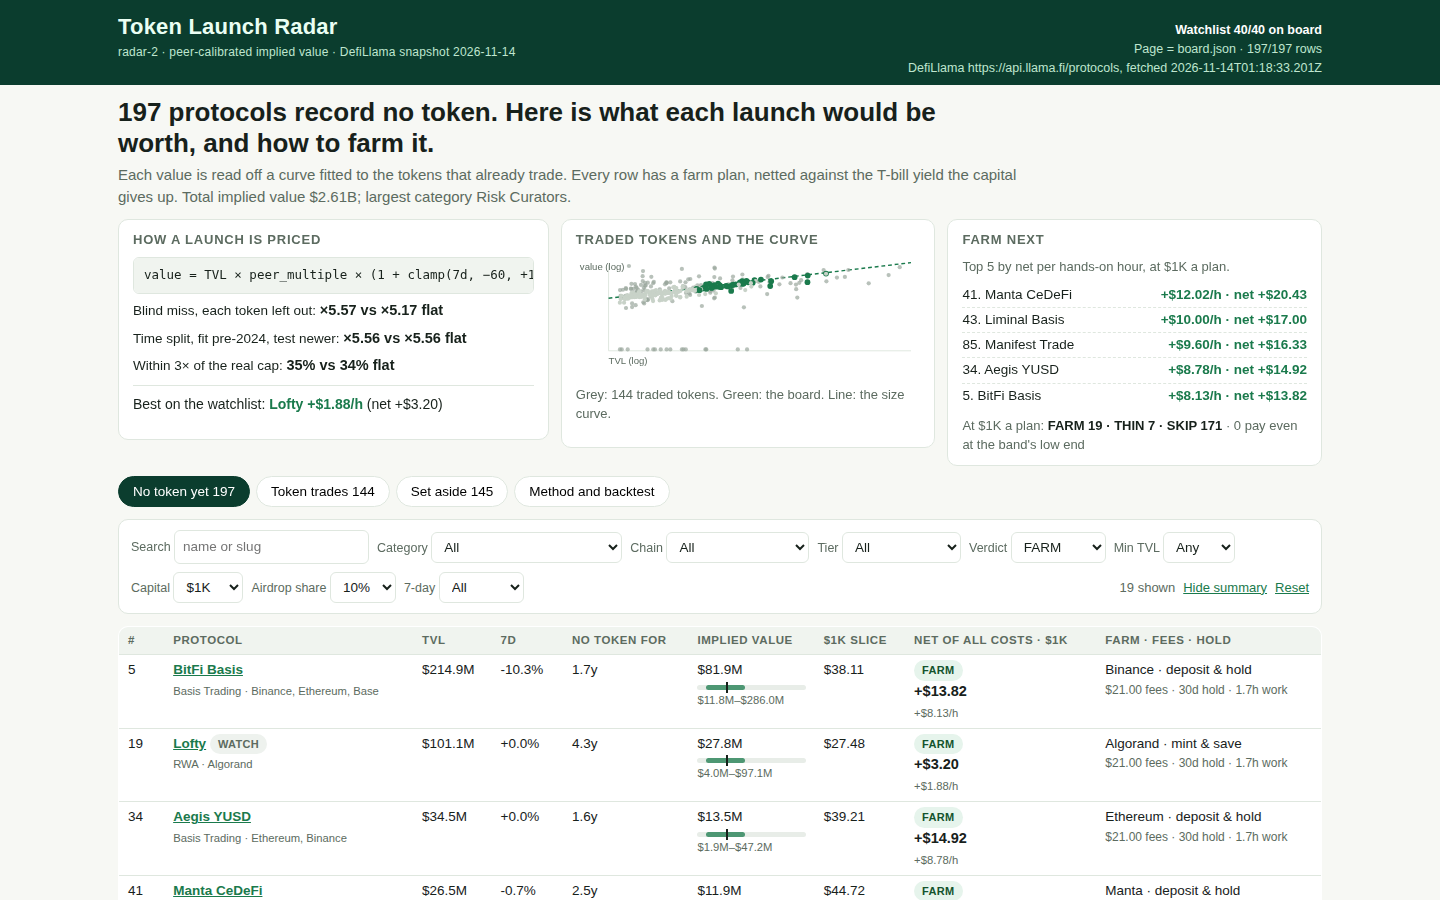 Token Launch Radar
radar-2 · peer-calibrated implied value · DefiLlama snapshot 2026-11-14
Watchlist 40/40 on board
Page = board.json · 197/197 rows
DefiLlama https://api.llama.fi/protocols, fetched 2026-11-14T01:18:33.201Z
197 protocols record no token. Here is what each launch would be
worth, and how to farm it.
Each value is read off a curve fitted to the tokens that already trade. Every row has a farm plan, netted against the T-bill yield the capital
gives up. Total implied value $2.61B; largest category Risk Curators.
HOW A LAUNCH IS PRICED
value = TVL × peer_multiple × (1 + clamp(7d, −60, +1
Blind miss, each token left out: ×5.57 vs ×5.17 flat
Time split, fit pre-2024, test newer: ×5.56 vs ×5.56 flat
Within 3× of the real cap: 35% vs 34% flat
Best on the watchlist: Lofty +$1.88/h (net +$3.20)
TRADED TOKENS AND THE CURVE
value (log)
TVL (log)
Grey: 144 traded tokens. Green: the board. Line: the size
curve.
FARM NEXT
Top 5 by net per hands-on hour, at $1K a plan.
41. Manta CeDeFi +$12.02/h · net +$20.43
43. Liminal Basis +$10.00/h · net +$17.00
85. Manifest Trade +$9.60/h · net +$16.33
34. Aegis YUSD +$8.78/h · net +$14.92
5. BitFi Basis +$8.13/h · net +$13.82
At $1K a plan: FARM 19 · THIN 7 · SKIP 171 · 0 pay even
at the band's low end
No token yet 197 Token trades 144 Set aside 145 Method and backtest
Search name or slug Category All Chain All Tier All Verdict FARM Min TVL Any
Capital $1K Airdrop share 10% 7-day All 19 shown Hide summary Reset
# PROTOCOL TVL 7D NO TOKEN FOR IMPLIED VALUE $1K SLICE NET OF ALL COSTS · $1K FARM · FEES · HOLD
5 BitFi Basis $214.9M -10.3% 1.7y $81.9M $38.11 FARM Binance · deposit & hold
Basis Trading · Binance, Ethereum, Base $11.8M–$286.0M +$13.82 $21.00 fees · 30d hold · 1.7h work
+$8.13/h
19 Lofty WATCH $101.1M +0.0% 4.3y $27.8M $27.48 FARM Algorand · mint & save
RWA · Algorand $4.0M–$97.1M +$3.20 $21.00 fees · 30d hold · 1.7h work
+$1.88/h
34 Aegis YUSD $34.5M +0.0% 1.6y $13.5M $39.21 FARM Ethereum · deposit & hold
Basis Trading · Ethereum, Binance $1.9M–$47.2M +$14.92 $21.00 fees · 30d hold · 1.7h work
+$8.78/h
41 Manta CeDeFi $26.5M -0.7% 2.5y $11.9M $44.72 FARM Manta · deposit & hold